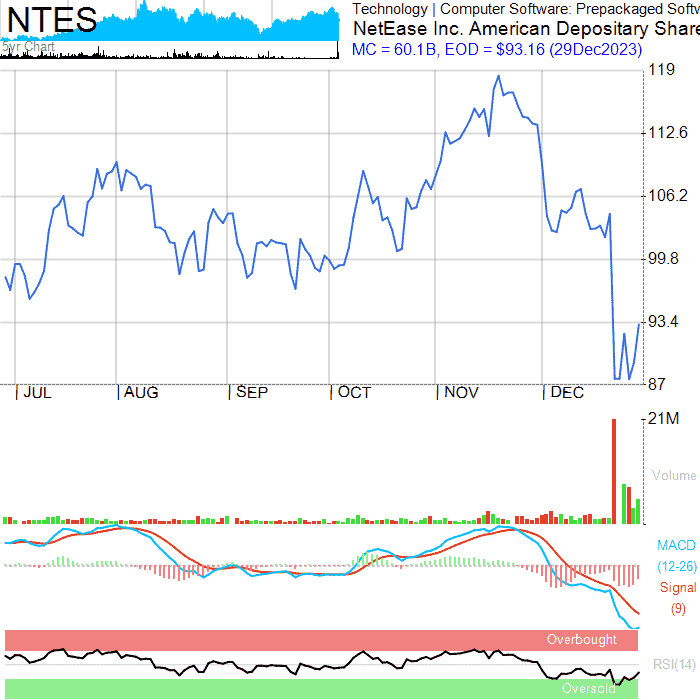 NTES
5yr Chart
Technology | Computer Software: Prepackaged Softw
NetEase Inc. American Depositary Share
MC = 60.1B, EOD = $93.16 (29Dec2023)
119
112.6
106.2
99.8
93.4
87
JUL AUG SEP OCT NOV DEC
21M
Volume
MACD
(12-26)
Signal
(9)
Overbought
RSI(14)
Oversold